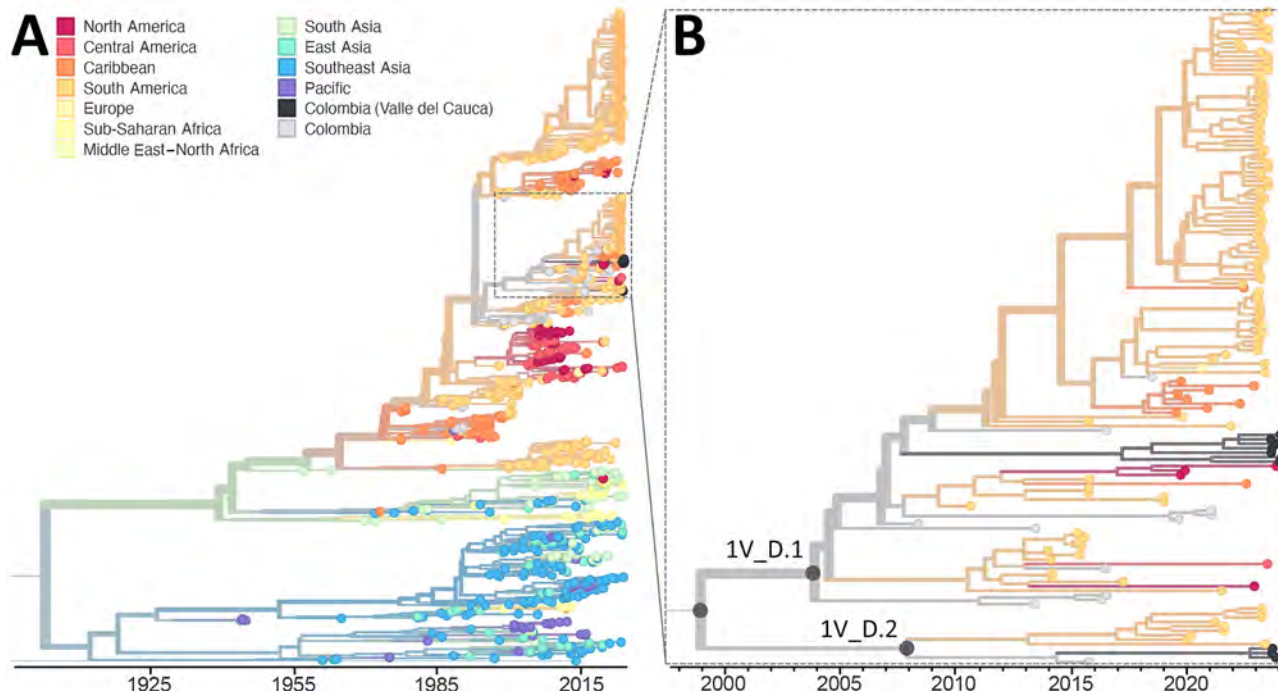 A
North America
Central America
Caribbean
South America
Europe
Sub-Saharan Africa
Middle East–North Africa
South Asia
East Asia
Southeast Asia
Pacific
Colombia (Valle del Cauca)
Colombia
1925
1955
1985
2015
B
1V_D.1
1V_D.2
2000
2005
2010
2015
2020